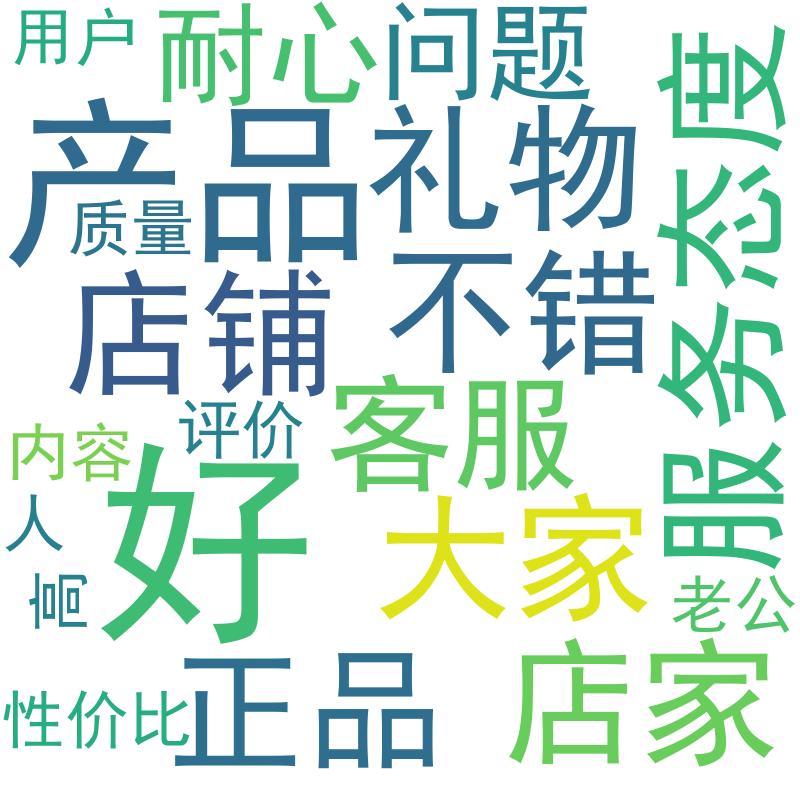 用户
耐心
问题
产品
礼物
服务态度
质量
店铺
不错
客服
评价
内容
好
大家
人
高
老公
性价比
正品
店家